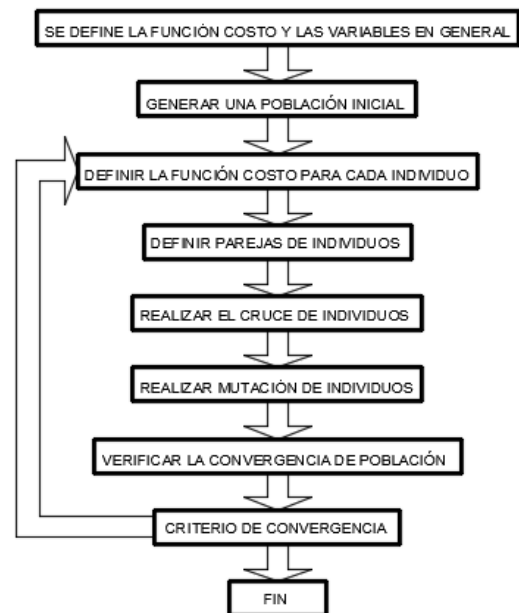 SE DEFINE LA FUNCIÓN COSTO Y LAS VARIABLES EN GENERAL
GENERAR UNA POBLACIÓN INICIAL
DEFINIR LA FUNCIÓN COSTO PARA CADA INDIVIDUO
DEFINIR PAREJAS DE INDIVIDUOS
REALIZAR EL CRUCE DE INDIVIDUOS
REALIZAR MUTACIÓN DE INDIVIDUOS
VERIFICAR LA CONVERGENCIA DE POBLACIÓN
CRITERIO DE CONVERGENCIA
FIN